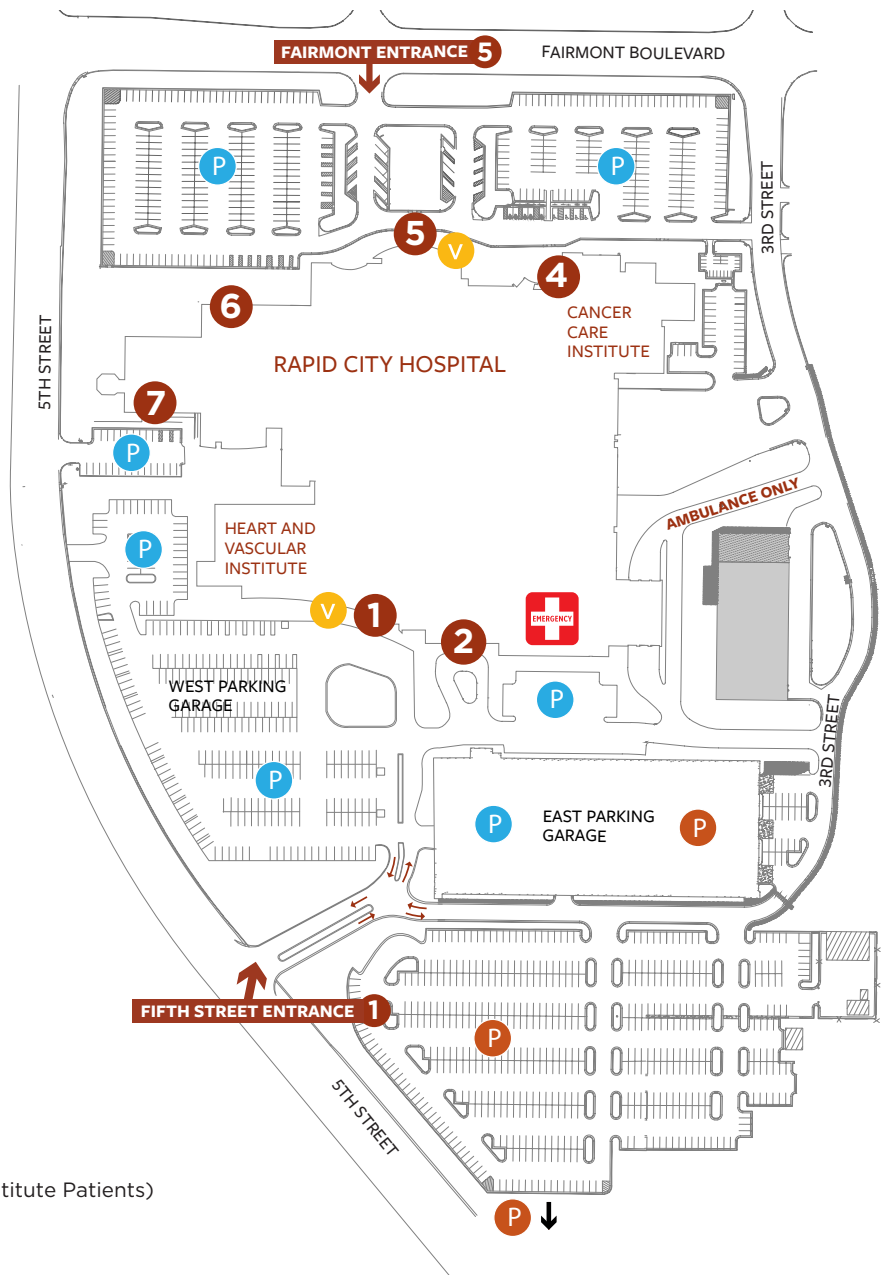 FAIRMONT ENTRANCE 5
FAIRMONT BOULEVARD
P
P
3RD STREET
5
V
4
6
CANCER
CARE
INSTITUTE
RAPID CITY HOSPITAL
5TH STREET
7
P
AMBULANCE ONLY
HEART AND
VASCULAR
INSTITUTE
P
V
1
EMERGENCY
2
WEST PARKING
GARAGE
P
3RD STREET
P
P
EAST PARKING
GARAGE
P
FIFTH STREET ENTRANCE 1
P
5TH STREET
titute Patients)
P